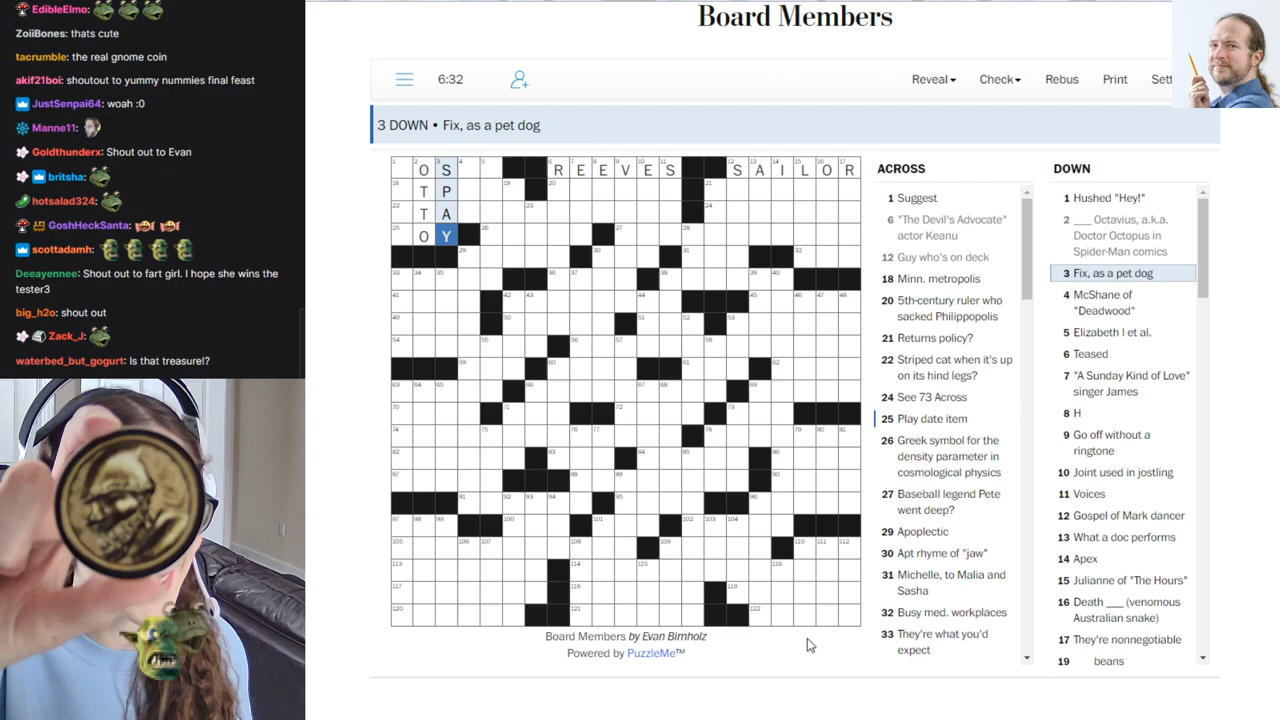 EdibleElmo:
ZoiiBones: thats cute
tacrumble: the real gnome coin
akif21boi: shoutout to yummy nummies final feast
JustSenpai64: woah :0
Manne11:
Goldthunderx: Shout out to Evan
britsha:
hotsalad324:
GoshHeckSanta:
scottadamh:
Deeayennee: Shout out to fart girl. I hope she wins the
tester3
big_h2o: shout out
Zack_J:
waterbed_but_gogurt: Is that treasure!?
Board Members
6:32
Reveal
Check
Rebus
Print
Sett
3 DOWN • Fix, as a pet dog
O S
R E E V E S
S A I L O R
T P
T A
O Y
Board Members by Evan Birnholz
Powered by PuzzleMe™
ACROSS
1 Suggest
6 "The Devil's Advocate"
actor Keanu
12 Guy who's on deck
18 Minn. metropolis
20 5th-century ruler who
sacked Philippopolis
21 Returns policy?
22 Striped cat when it's up
on its hind legs?
24 See 73 Across
25 Play date item
26 Greek symbol for the
density parameter in
cosmological physics
27 Baseball legend Pete
went deep?
29 Apoplectic
30 Apt rhyme of "jaw"
31 Michelle, to Malia and
Sasha
32 Busy med. workplaces
33 They're what you'd
expect
DOWN
1 Hushed "Hey!"
2 ___ Octavius, a.k.a.
Doctor Octopus in
Spider-Man comics
3 Fix, as a pet dog
4 McShane of
"Deadwood"
5 Elizabeth I et al.
6 Teased
7 "A Sunday Kind of Love"
singer James
8 H
9 Go off without a
ringtone
10 Joint used in jostling
11 Voices
12 Gospel of Mark dancer
13 What a doc performs
14 Apex
15 Julianne of "The Hours"
16 Death ___ (venomous
Australian snake)
17 They're nonnegotiable
19 beans